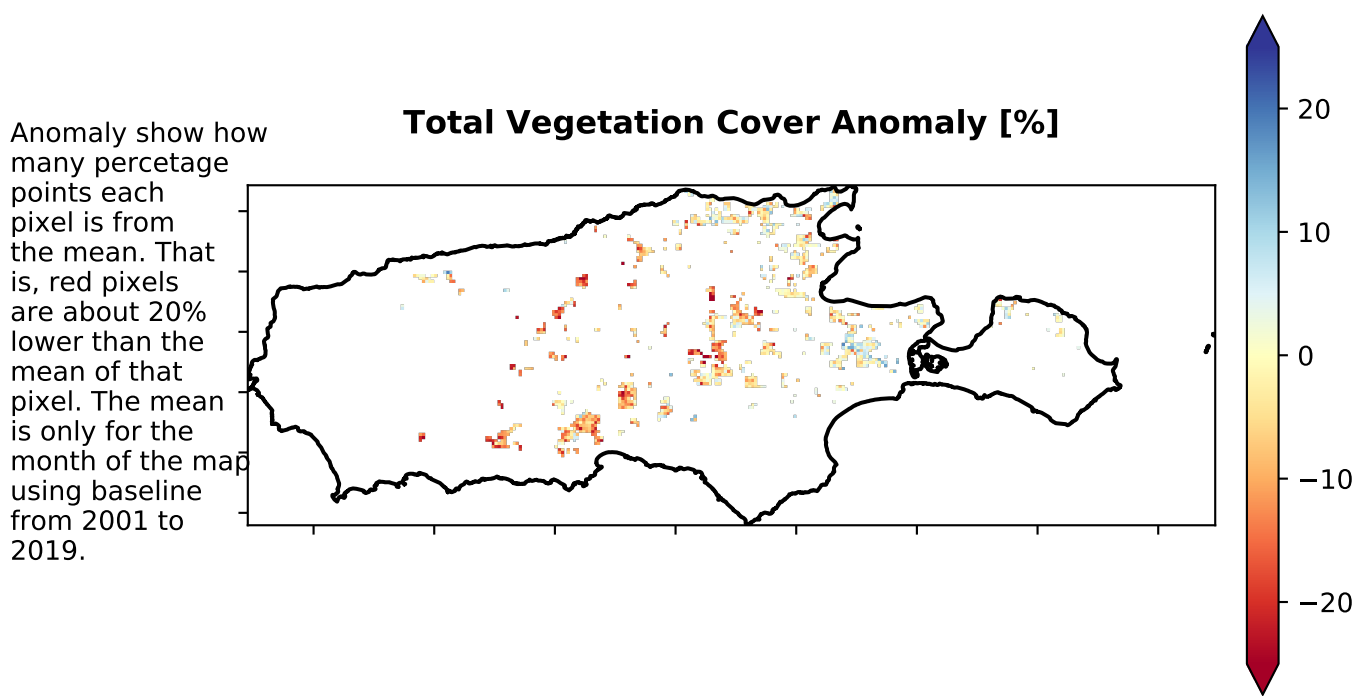 Total Vegetation Cover Anomaly [%]
Anomaly show how
many percetage
points each
pixel is from
the mean. That
is, red pixels
are about 20%
lower than the
mean of that
pixel. The mean
is only for the
month of the map
using baseline
from 2001 to
2019.
20
10
0
−10
−20